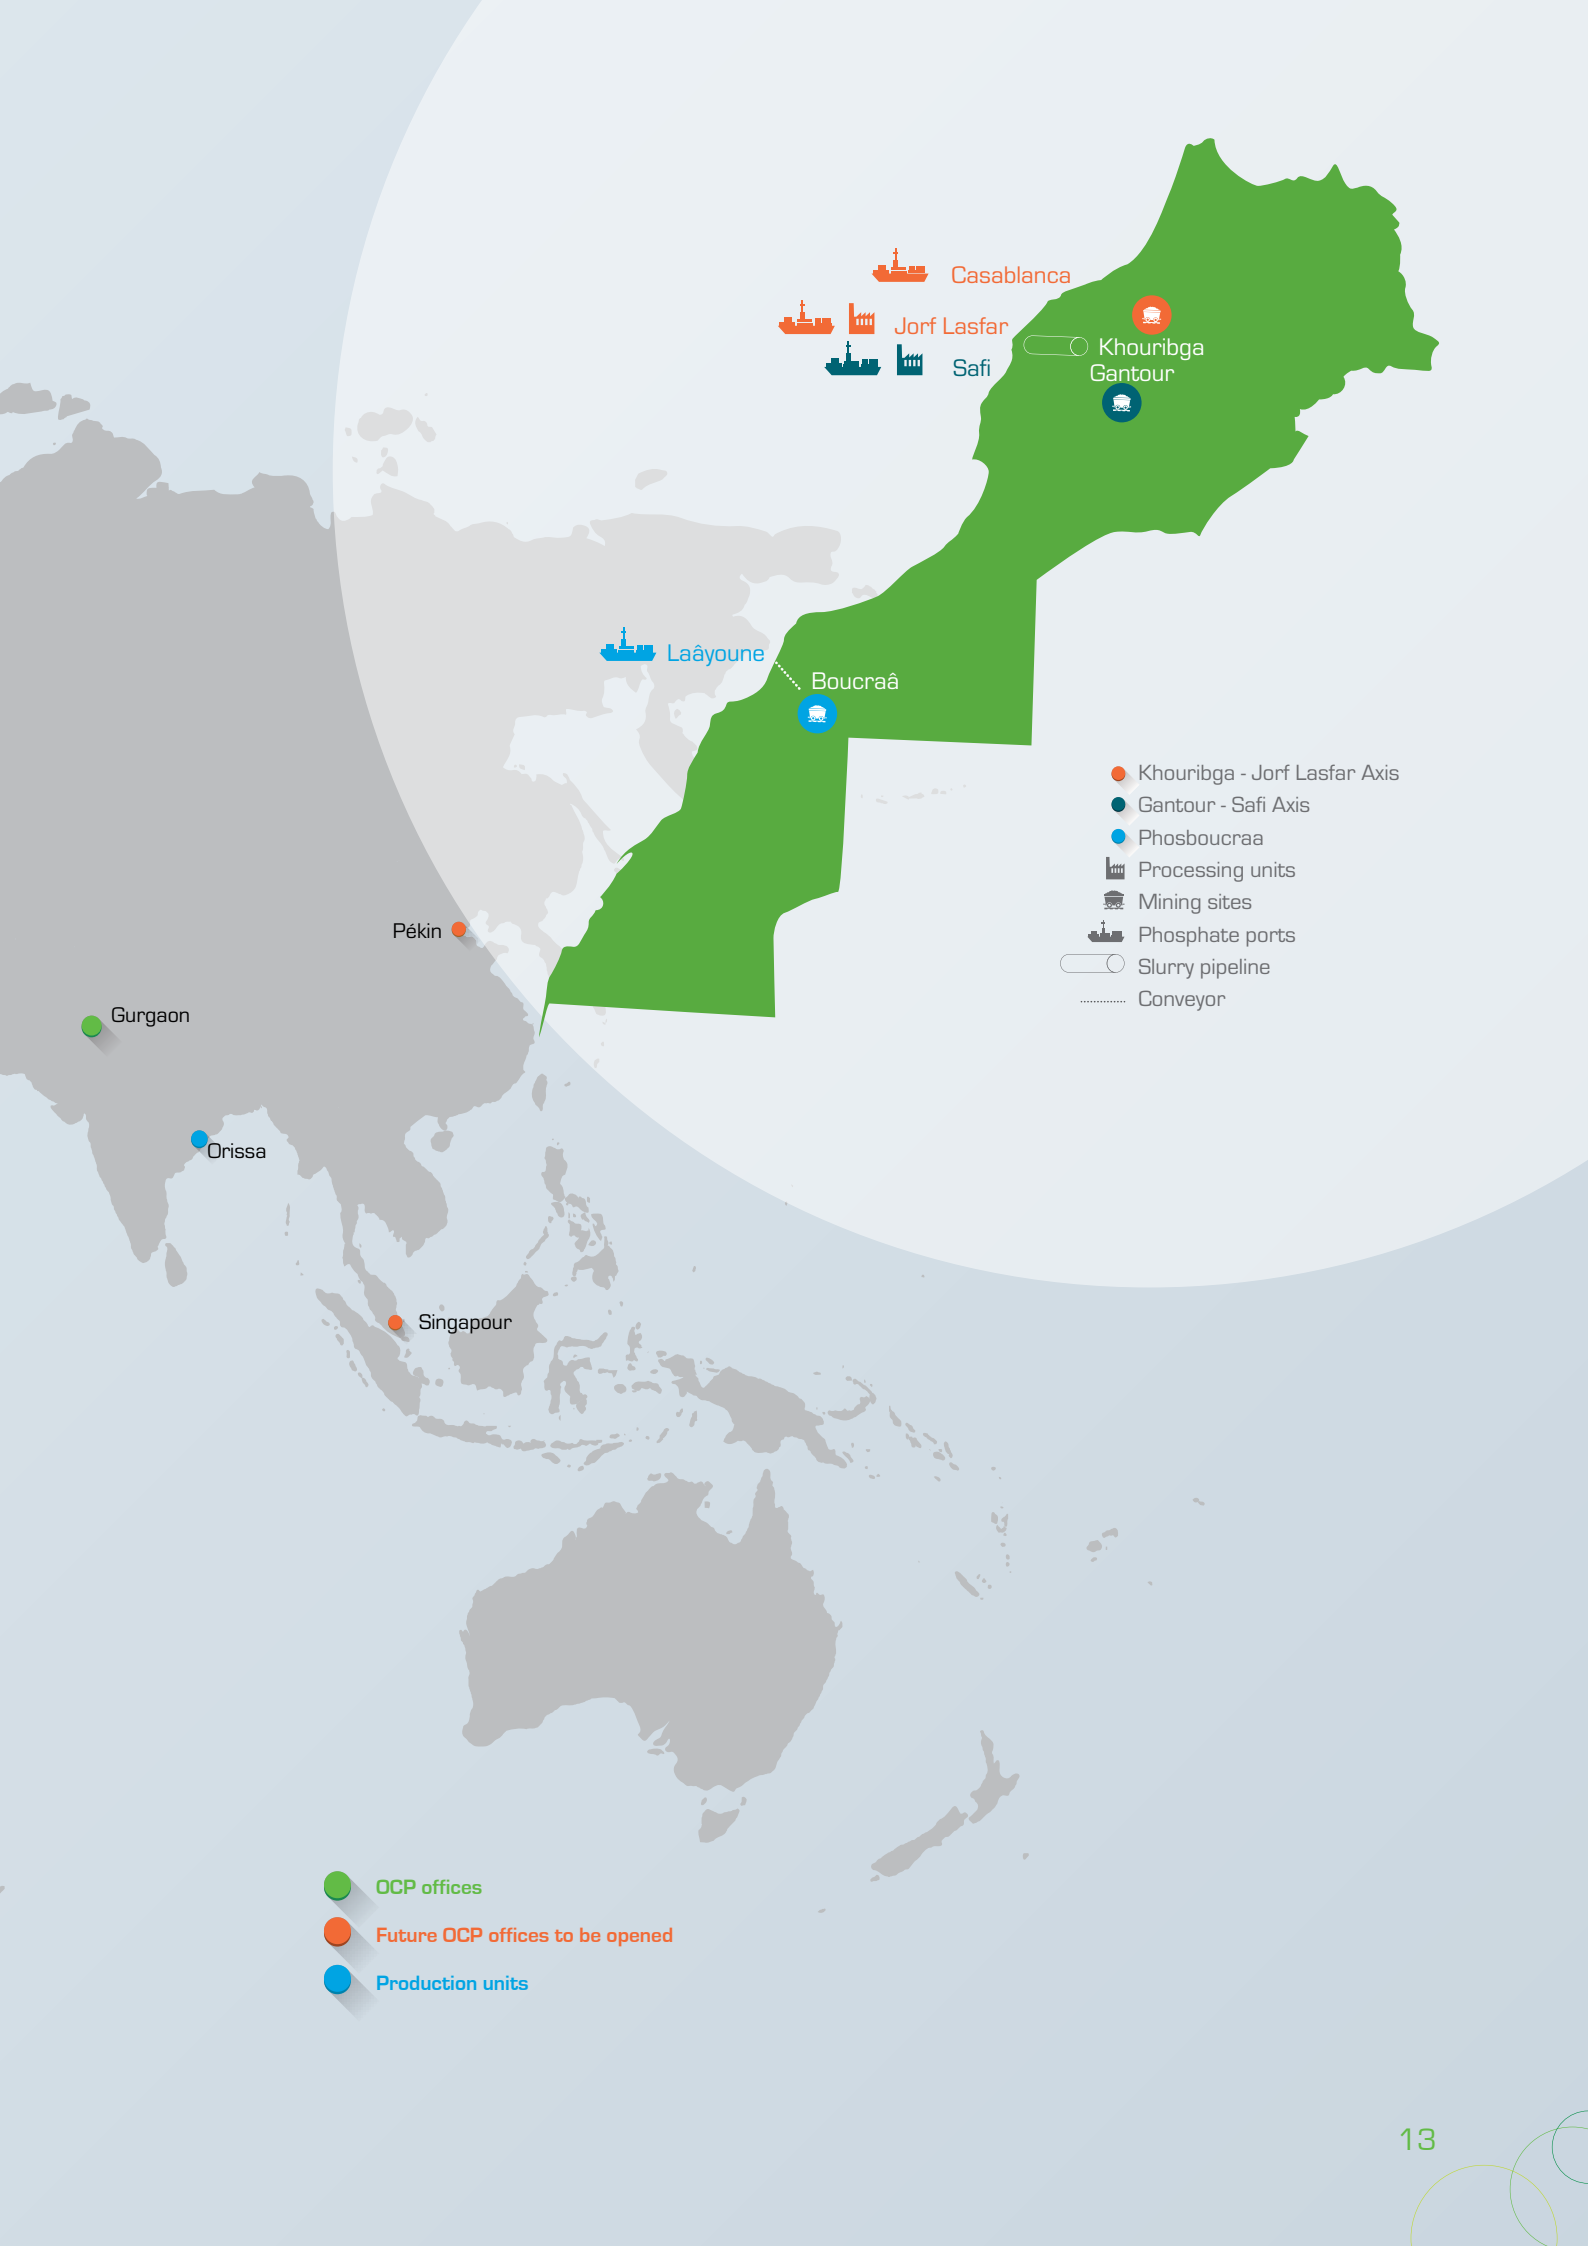 Casablanca
Jorf Lasfar
Safi
Khouribga
Gantour
Laâyoune
Boucraâ
Khouribga - Jorf Lasfar Axis
Gantour - Safi Axis
Phosboucraa
Processing units
Mining sites
Phosphate ports
Slurry pipeline
Conveyor
Pékin
Gurgaon
Orissa
Singapour
OCP offices
Future OCP offices to be opened
Production units
13